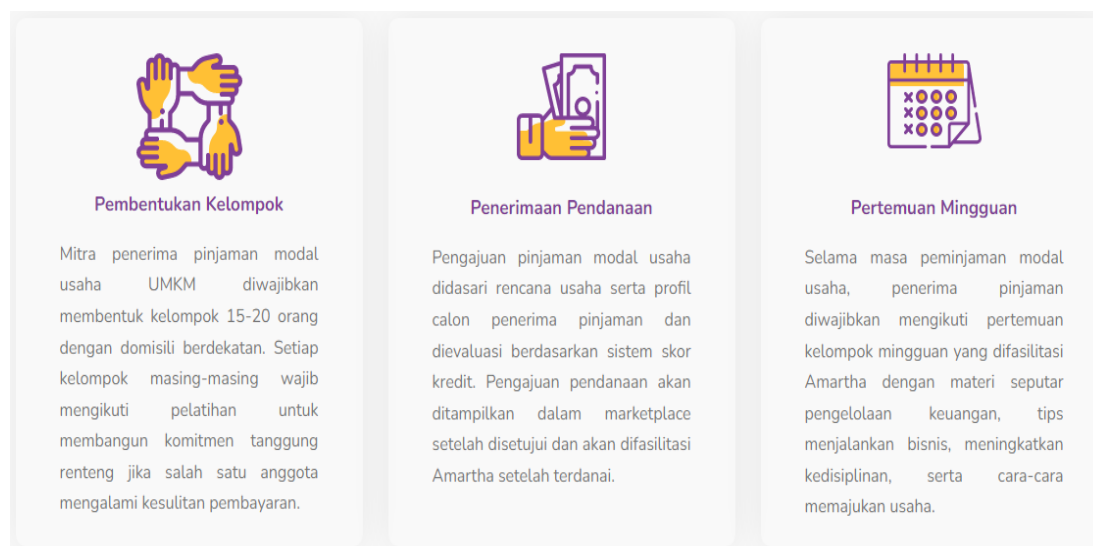 Pembentukan Kelompok
Mitra penerima pinjaman modal
usaha UMKM diwajibkan
membentuk kelompok 15-20 orang
dengan domisili berdekatan. Setiap
kelompok masing-masing wajib
mengikuti pelatihan untuk
membangun komitmen tanggung
renteng jika salah satu anggota
mengalami kesulitan pembayaran.
Penerimaan Pendanaan
Pengajuan pinjaman modal usaha
didasari rencana usaha serta profil
calon penerima pinjaman dan
dievaluasi berdasarkan sistem skor
kredit. Pengajuan pendanaan akan
ditampilkan dalam marketplace
setelah disetujui dan akan difasilitasi
Amartha setelah terdanai.
Pertemuan Mingguan
Selama masa peminjaman modal
usaha, penerima pinjaman
diwajibkan mengikuti pertemuan
kelompok mingguan yang difasilitasi
Amartha dengan materi seputar
pengelolaan keuangan, tips
menjalankan bisnis, meningkatkan
kedisiplinan, serta cara-cara
memajukan usaha.